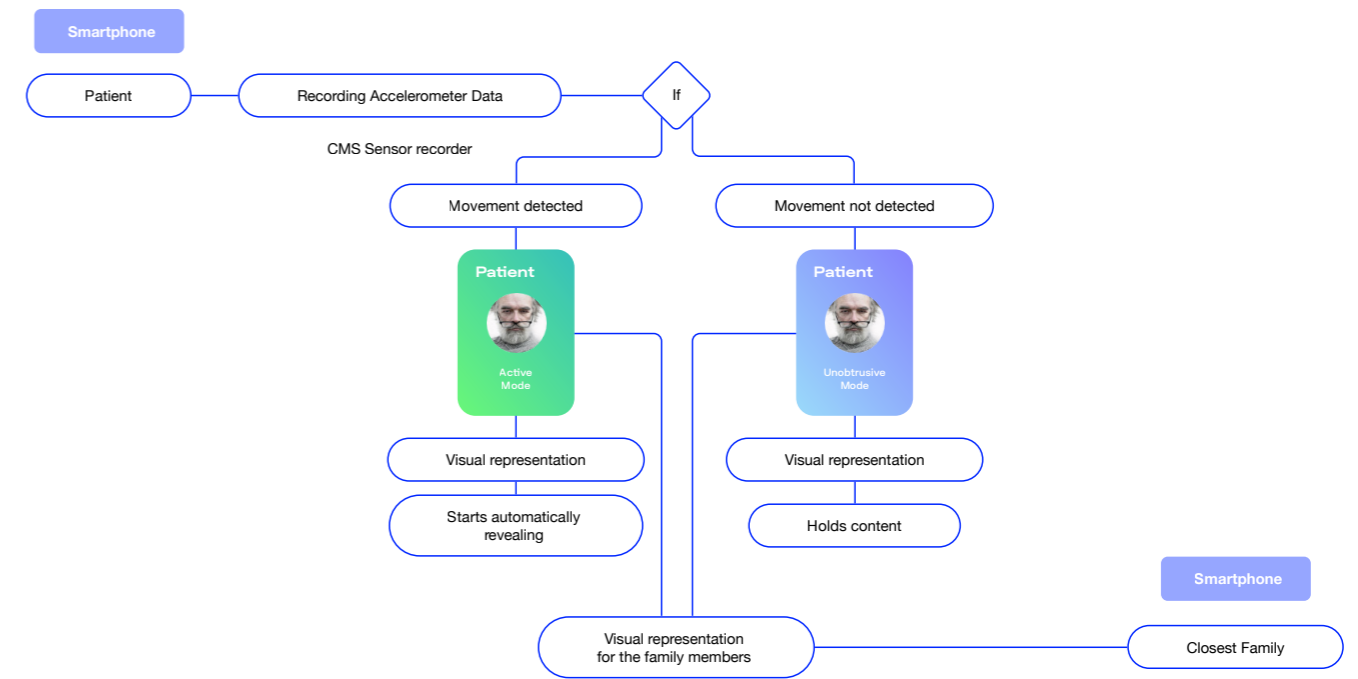 Smartphone
Patient
Recording Accelerometer Data
If
CMS Sensor recorder
Movement detected
Movement not detected
Patient
Active
Mode
Patient
Unobtrusive
Mode
Visual representation
Visual representation
Starts automatically
revealing
Holds content
Smartphone
Visual representation
for the family members
Closest Family